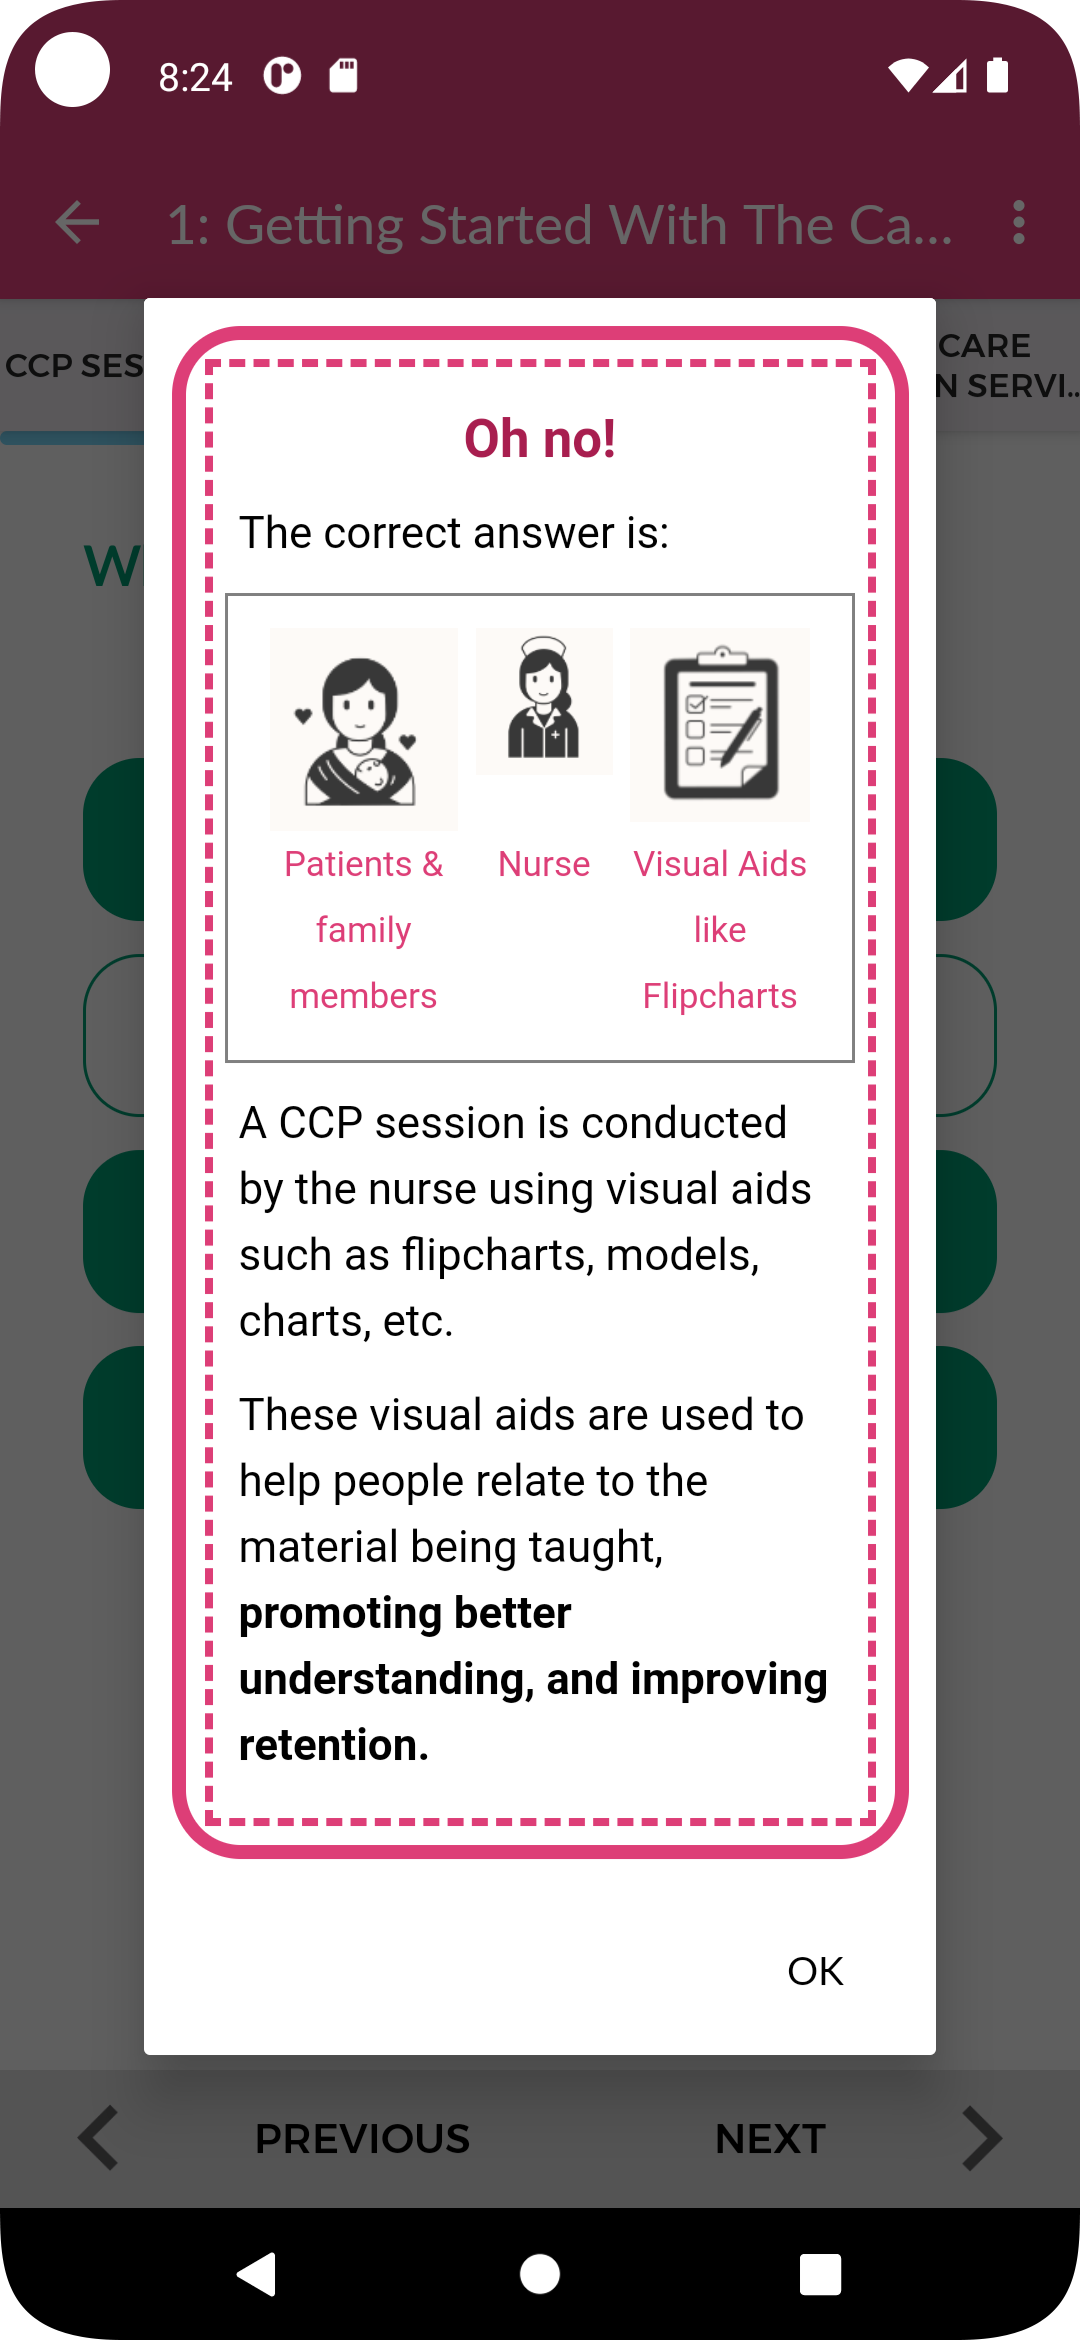 8:24
1: Getting Started With The Ca...
CCP SES
CARE
N SERVI..
Oh no!
The correct answer is:
Patients &
family
members
Nurse
Visual Aids
like
Flipcharts
A CCP session is conducted
by the nurse using visual aids
such as flipcharts, models,
charts, etc.
These visual aids are used to
help people relate to the
material being taught,
promoting better
understanding, and improving
retention.
OK
PREVIOUS
NEXT